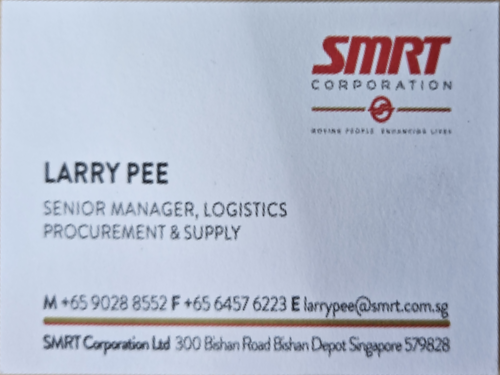 SMRT
CORPORATION
MOVING PEOPLE. ENHANCING LIVES
LARRY PEE
SENIOR MANAGER, LOGISTICS
PROCUREMENT & SUPPLY
M +65 9028 8552 F +65 6457 6223 E larrypee@smrt.com.sg
SMRT Corporation Ltd 300 Bishan Road Bishan Depot Singapore 579828